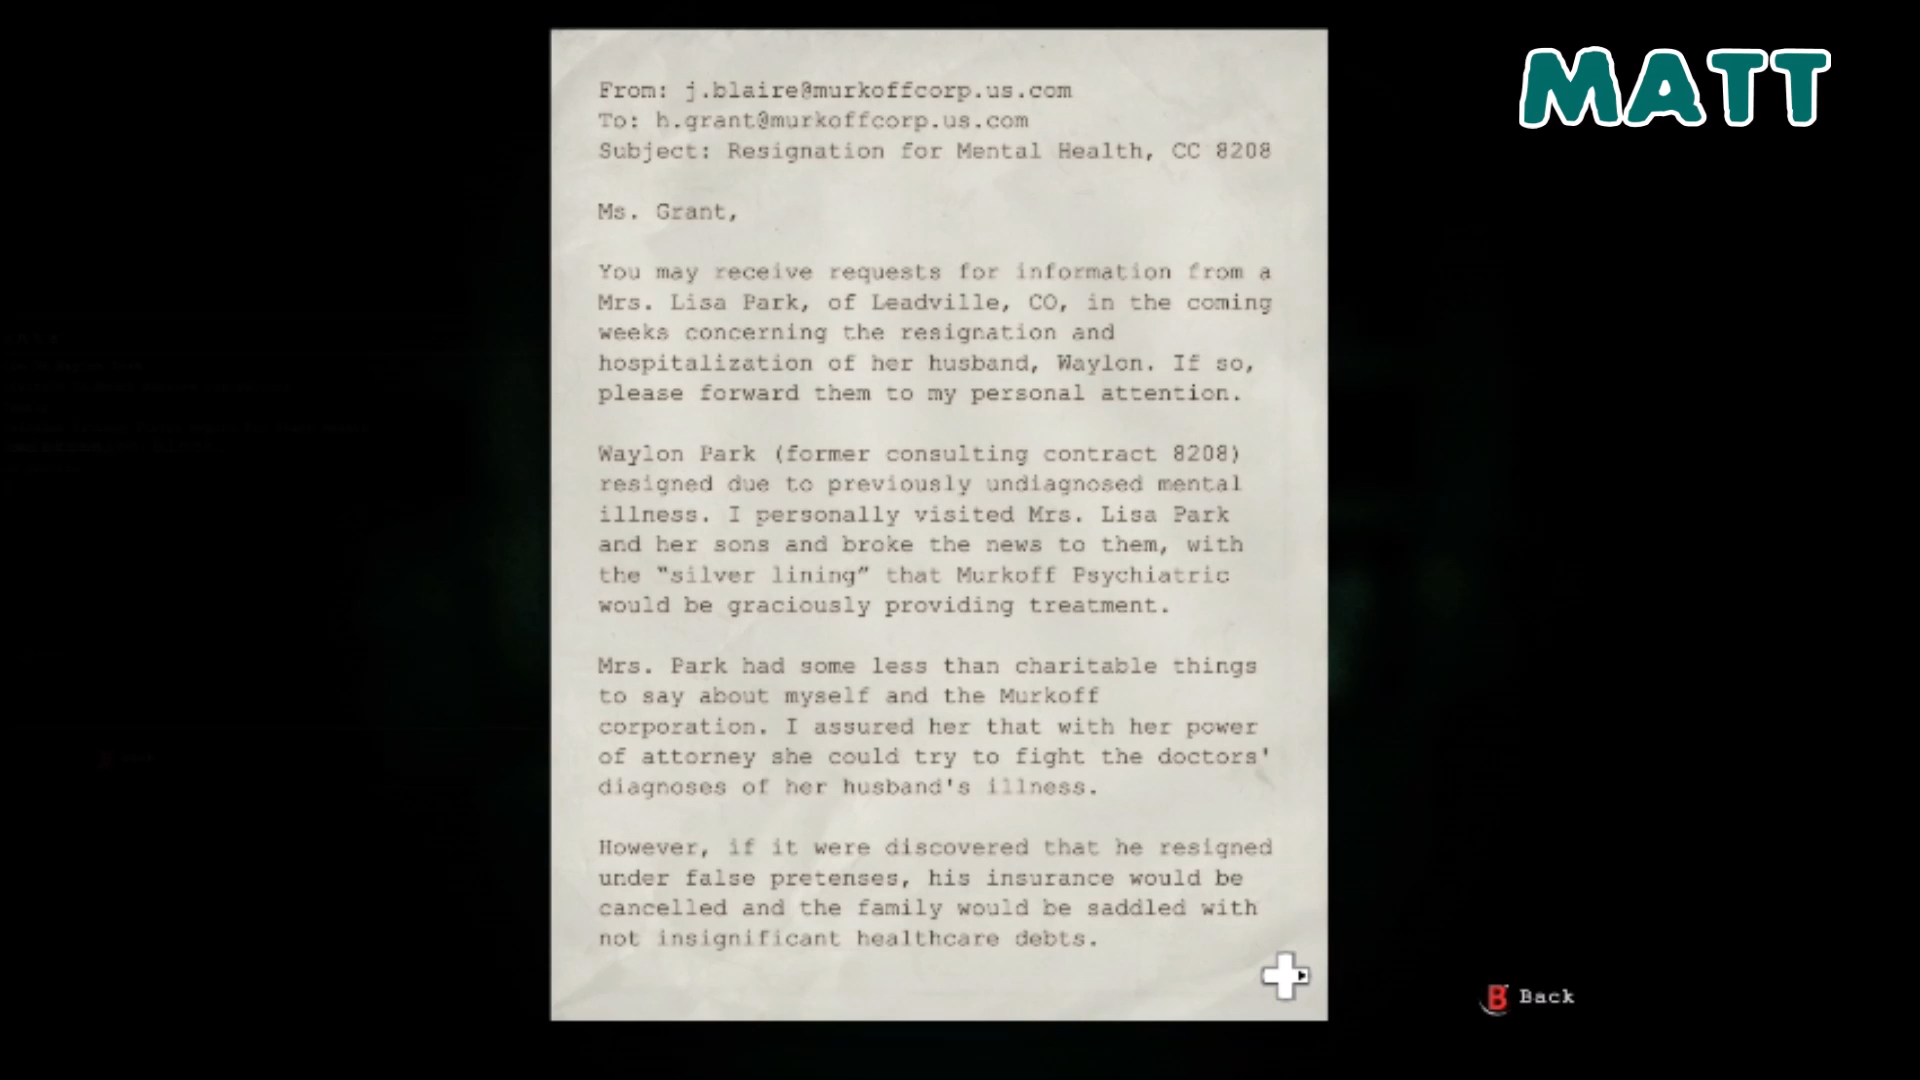 MATT
From: j.blaire@murkoffcorp.us.com
To: h.grant@murkoffcorp.us.com
Subject: Resignation for Mental Health, CC 8208
Ms. Grant,
You may receive requests for information from a
Mrs. Lisa Park, of Leadville, CO, in the coming
weeks concerning the resignation and
hospitalization of her husband, Waylon. If so,
please forward them to my personal attention.
Waylon Park (former consulting contract 8208)
resigned due to previously undiagnosed mental
illness. I personally visited Mrs. Lisa Park
and her sons and broke the news to them, with
the "silver lining" that Murkoff Psychiatric
would be graciously providing treatment.
Mrs. Park had some less than charitable things
to say about myself and the Murkoff
corporation. I assured her that with her power
of attorney she could try to fight the doctors'
diagnoses of her husband's illness.
However, if it were discovered that he resigned
under false pretenses, his insurance would be
cancelled and the family would be saddled with
not insignificant healthcare debts.
B Back